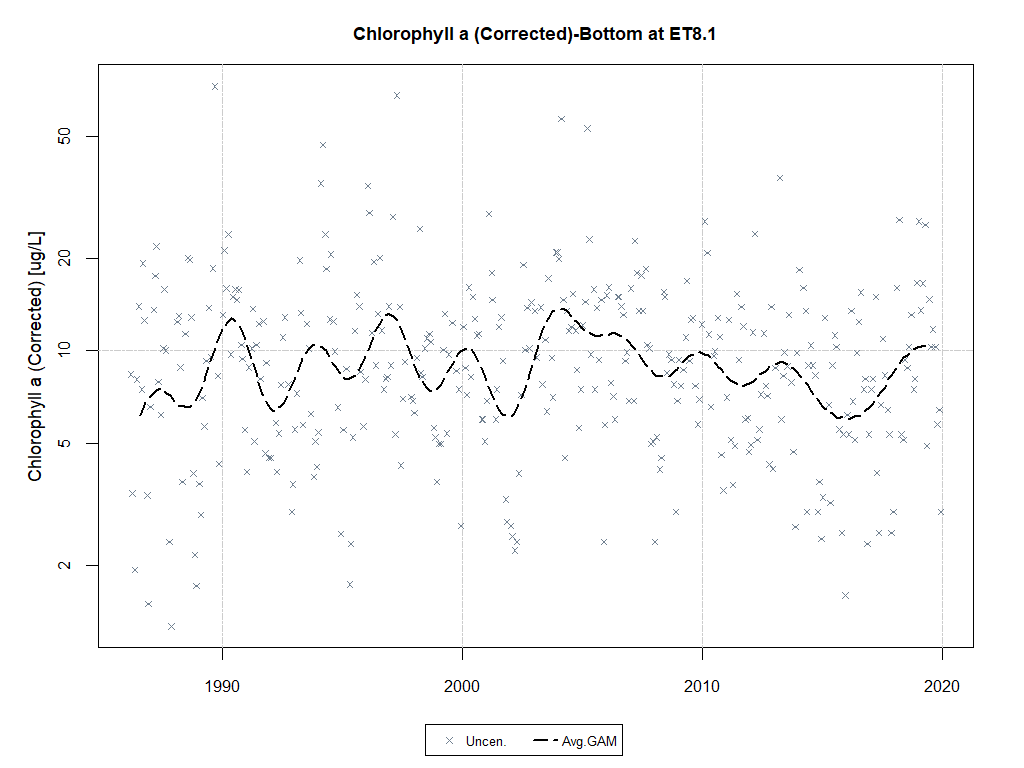 Chlorophyll a (Corrected)-Bottom at ET8.1
Chlorophyll a (Corrected) [ug/L]
50
20
10
5
2
1990 2000 2010 2020
Uncen. Avg.GAM